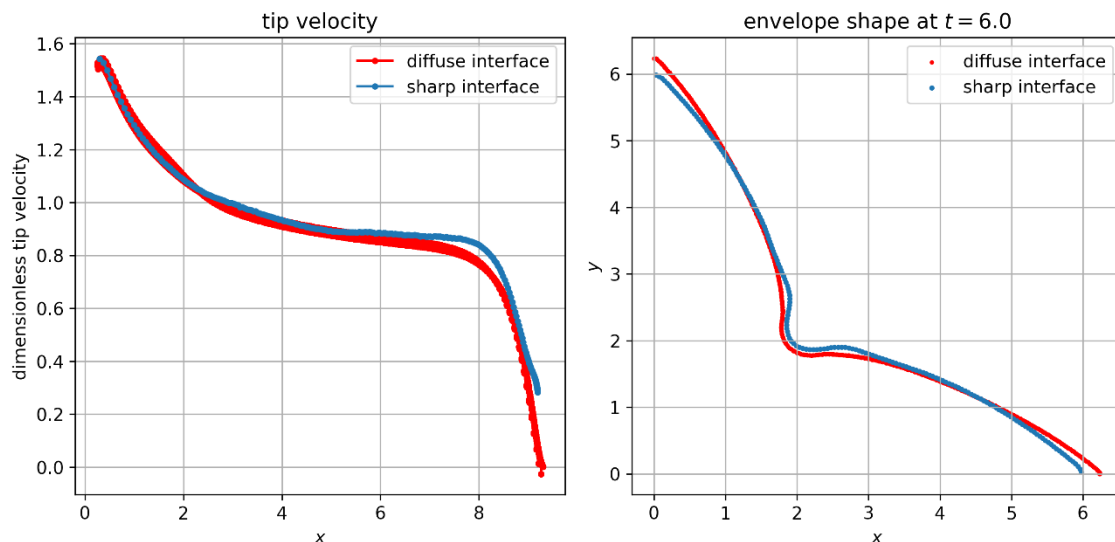 tip velocity
1.6
1.4
1.2
1.0
0.8
0.6
0.4
0.2
0.0
dimensionless tip velocity
diffuse interface
sharp interface
0
2
4
6
8
x
envelope shape at t = 6.0
6
5
4
3
2
1
0
y
diffuse interface
sharp interface
0
1
2
3
4
5
6
x